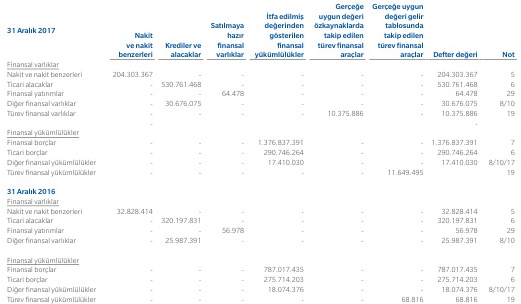 Gerçeğe Gerçeğe uygun
İtfa edilmiş uygun değeri değeri gelir
Satılmaya değerinden özkaynaklarda tablosunda
31 Aralık 2017 Nakit hazır gösterilen takip edilen takip edilen
ve nakit Krediler ve finansal finansal türev finansal türev finansal
benzerleri alacaklar varlıklar yükümlülükler araçlar araçlar Defter değeri Not
Finansal varlıklar
Nakit ve nakit benzerleri 204.303.367 - - - - - 204.303.367 5
Ticari alacaklar - 530.761.468 - - - - 530.761.468 6
Finansal yatırımlar - - 64.478 - - - 64.478 29
Diğer finansal varlıklar - 30.676.075 - - - - 30.676.075 8/10
Türev finansal varlıklar - - - - 10.375.886 - 10.375.886 19
- -
Finansal yükümlülükler
Finansal borçlar - - - 1.376.837.391 - - 1.376.837.391 7
Ticari borçlar - - - 290.746.264 - - 290.746.264 6
Diğer finansal yükümlülükler - - - 17.410.030 - - 17.410.030 8/10/17
Türev finansal yükümlülükler - - - - - 11.649.495 19
31 Aralık 2016
Finansal varlıklar
Nakit ve nakit benzerleri 32.828.414 - - - - - 32.828.414 5
Ticari alacaklar - 320.197.831 - - - - 320.197.831 6
Finansal yatırımlar - - 56.978 - - - 56.978 29
Diğer finansal varlıklar - 25.987.391 - - - - 25.987.391 8/10
Finansal yükümlülükler
Finansal borçlar - - - 787.017.435 - - 787.017.435 7
Ticari borçlar - - - 275.714.203 - - 275.714.203 6
Diğer finansal yükümlülükler - - - 18.074.376 - - 18.074.376 8/10/17
Türev finansal yükümlülükler - - - - - 68.816 68.816 19